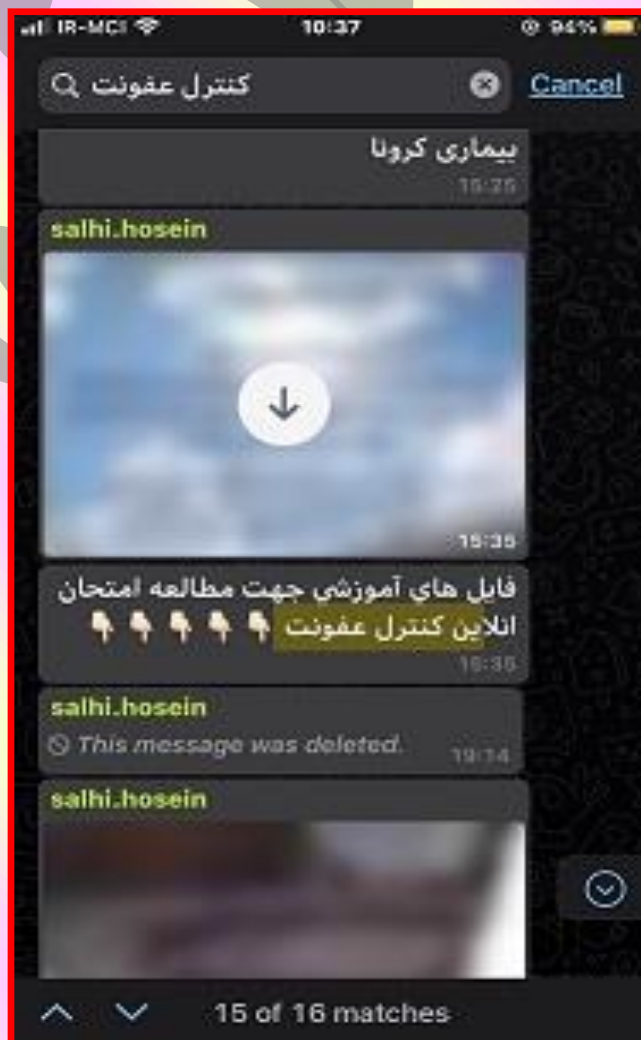 IR-MCI 10:37 94%
کنترل عفونت Cancel
بیماری کرونا
15:25
salhi.hosein
15:35
فایل هاي آموزشي جهت مطالعه امتحان
انلاین کنترل عفونت 👇🏻 👇🏻 👇🏻 👇🏻 👇🏻
15:35
salhi.hosein
This message was deleted. 19:14
salhi.hosein
15 of 16 matches